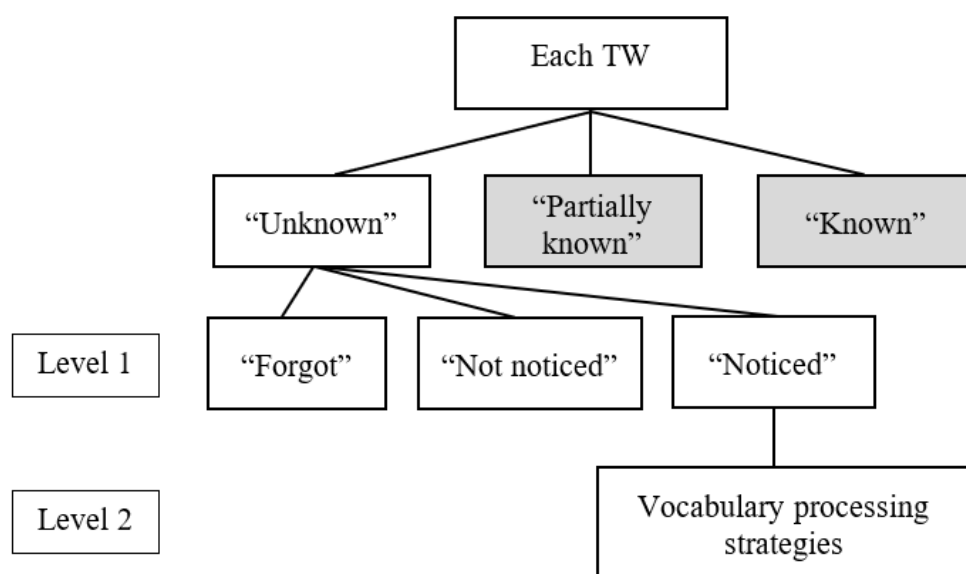 Each TW
“Unknown”
“Partially
known”
“Known”
Level 1
“Forgot”
“Not noticed”
“Noticed”
Level 2
Vocabulary processing
strategies